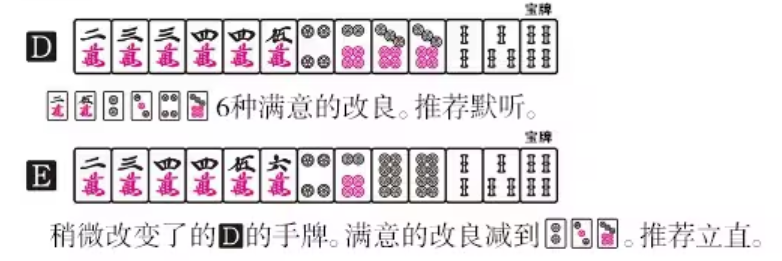 宝牌
D 二萬 三萬 三萬 四萬 四萬 伍萬
二萬 伍萬 6种满意的改良。推荐默听。
宝牌
E 二萬 三萬 四萬 四萬 伍萬 六萬
稍微改变了的D的手牌。满意的改良减到。推荐立直。